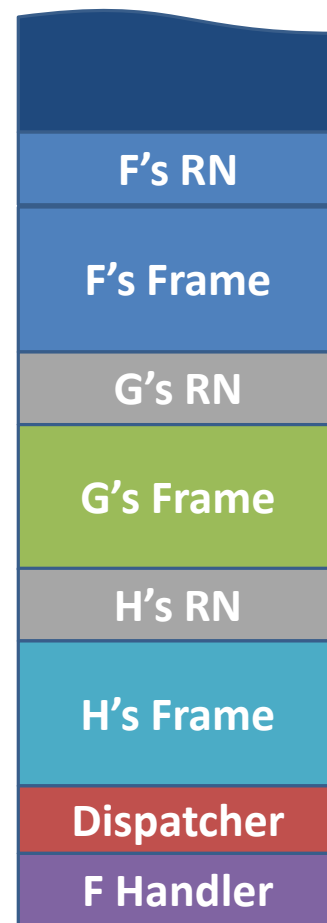 F’s RN
F’s Frame
G’s RN
G’s Frame
H’s RN
H’s Frame
Dispatcher
F Handler